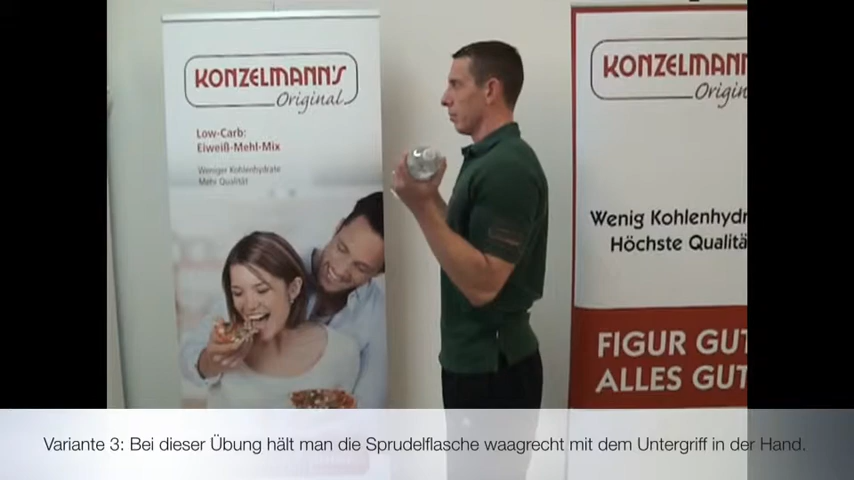 KONZELMANN'S
Original
Low-Carb:
Eiweiß-Mehl-Mix
Weniger Kohlenhydrate
Mehr Qualität
KONZELMANN
Original
Wenig Kohlenhydr
Höchste Qualitä
FIGUR GUT
ALLES GUT
Variante 3: Bei dieser Übung hält man die Sprudelflasche waagrecht mit dem Untergriff in der Hand.